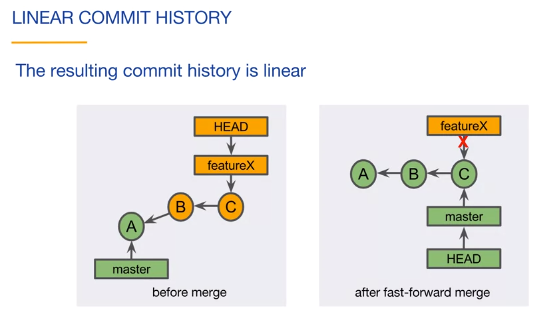 LINEAR COMMIT HISTORY
The resulting commit history is linear
HEAD
featureX
B
C
A
master
before merge
featureX
A
B
C
master
HEAD
after fast-forward merge